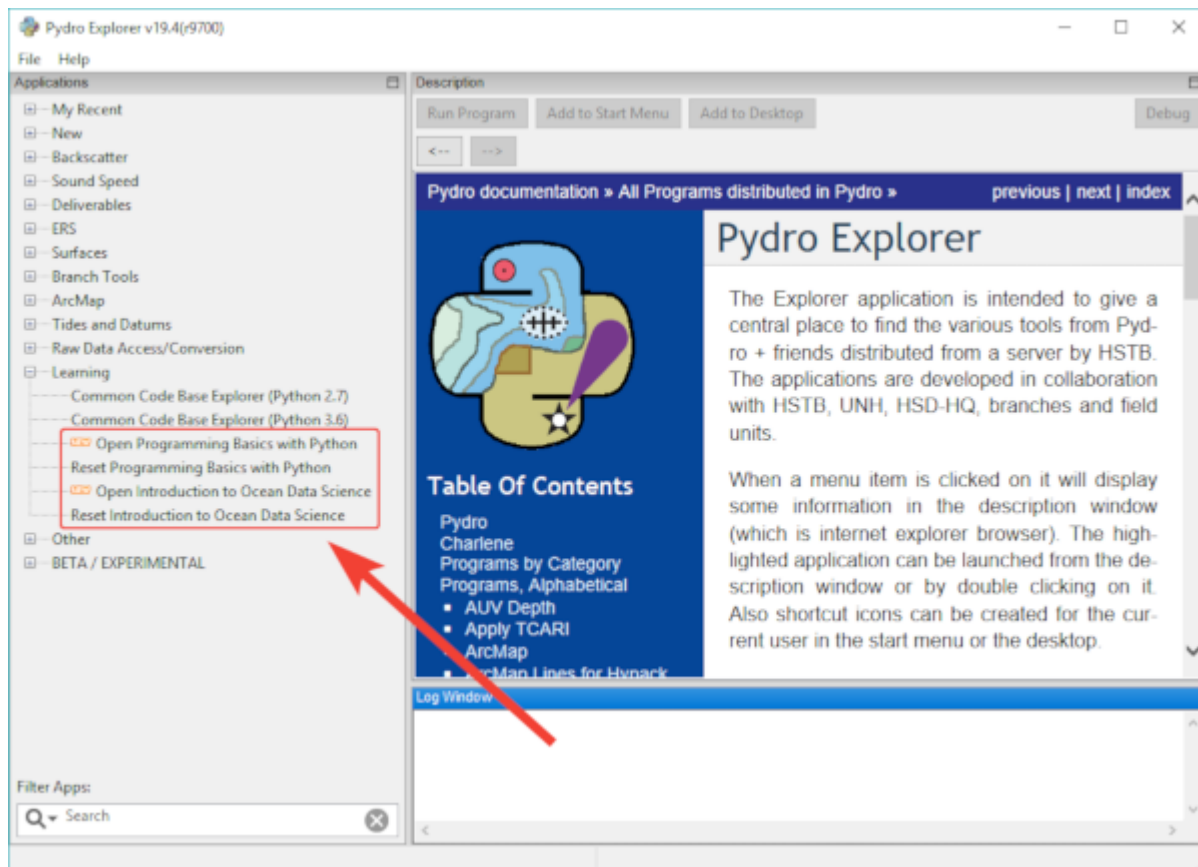 Pydro Explorer v19.4(r9700)
File Help
Applications
My Recent
New
Backscatter
Sound Speed
Deliverables
ERS
Surfaces
Branch Tools
ArcMap
Tides and Datums
Raw Data Access/Conversion
Learning
Common Code Base Explorer (Python 2.7)
Common Code Base Explorer (Python 3.6)
Open Programming Basics with Python
Reset Programming Basics with Python
Open Introduction to Ocean Data Science
Reset Introduction to Ocean Data Science
Other
BETA / EXPERIMENTAL
Filter Apps:
Search
Description
Run Program Add to Start Menu Add to Desktop Debug
<-- -->
Pydro documentation » All Programs distributed in Pydro » previous | next | index
Table Of Contents
Pydro
Charlene
Programs by Category
Programs, Alphabetical
▪ AUV Depth
▪ Apply TCARI
▪ ArcMap
▪ ArcMap Lines for Hypack
Pydro Explorer
The Explorer application is intended to give a
central place to find the various tools from Pyd-
ro + friends distributed from a server by HSTB.
The applications are developed in collaboration
with HSTB, UNH, HSD-HQ, branches and field
units.
When a menu item is clicked on it will display
some information in the description window
(which is internet explorer browser). The high-
lighted application can be launched from the de-
scription window or by double clicking on it.
Also shortcut icons can be created for the cur-
rent user in the start menu or the desktop.
Log Window